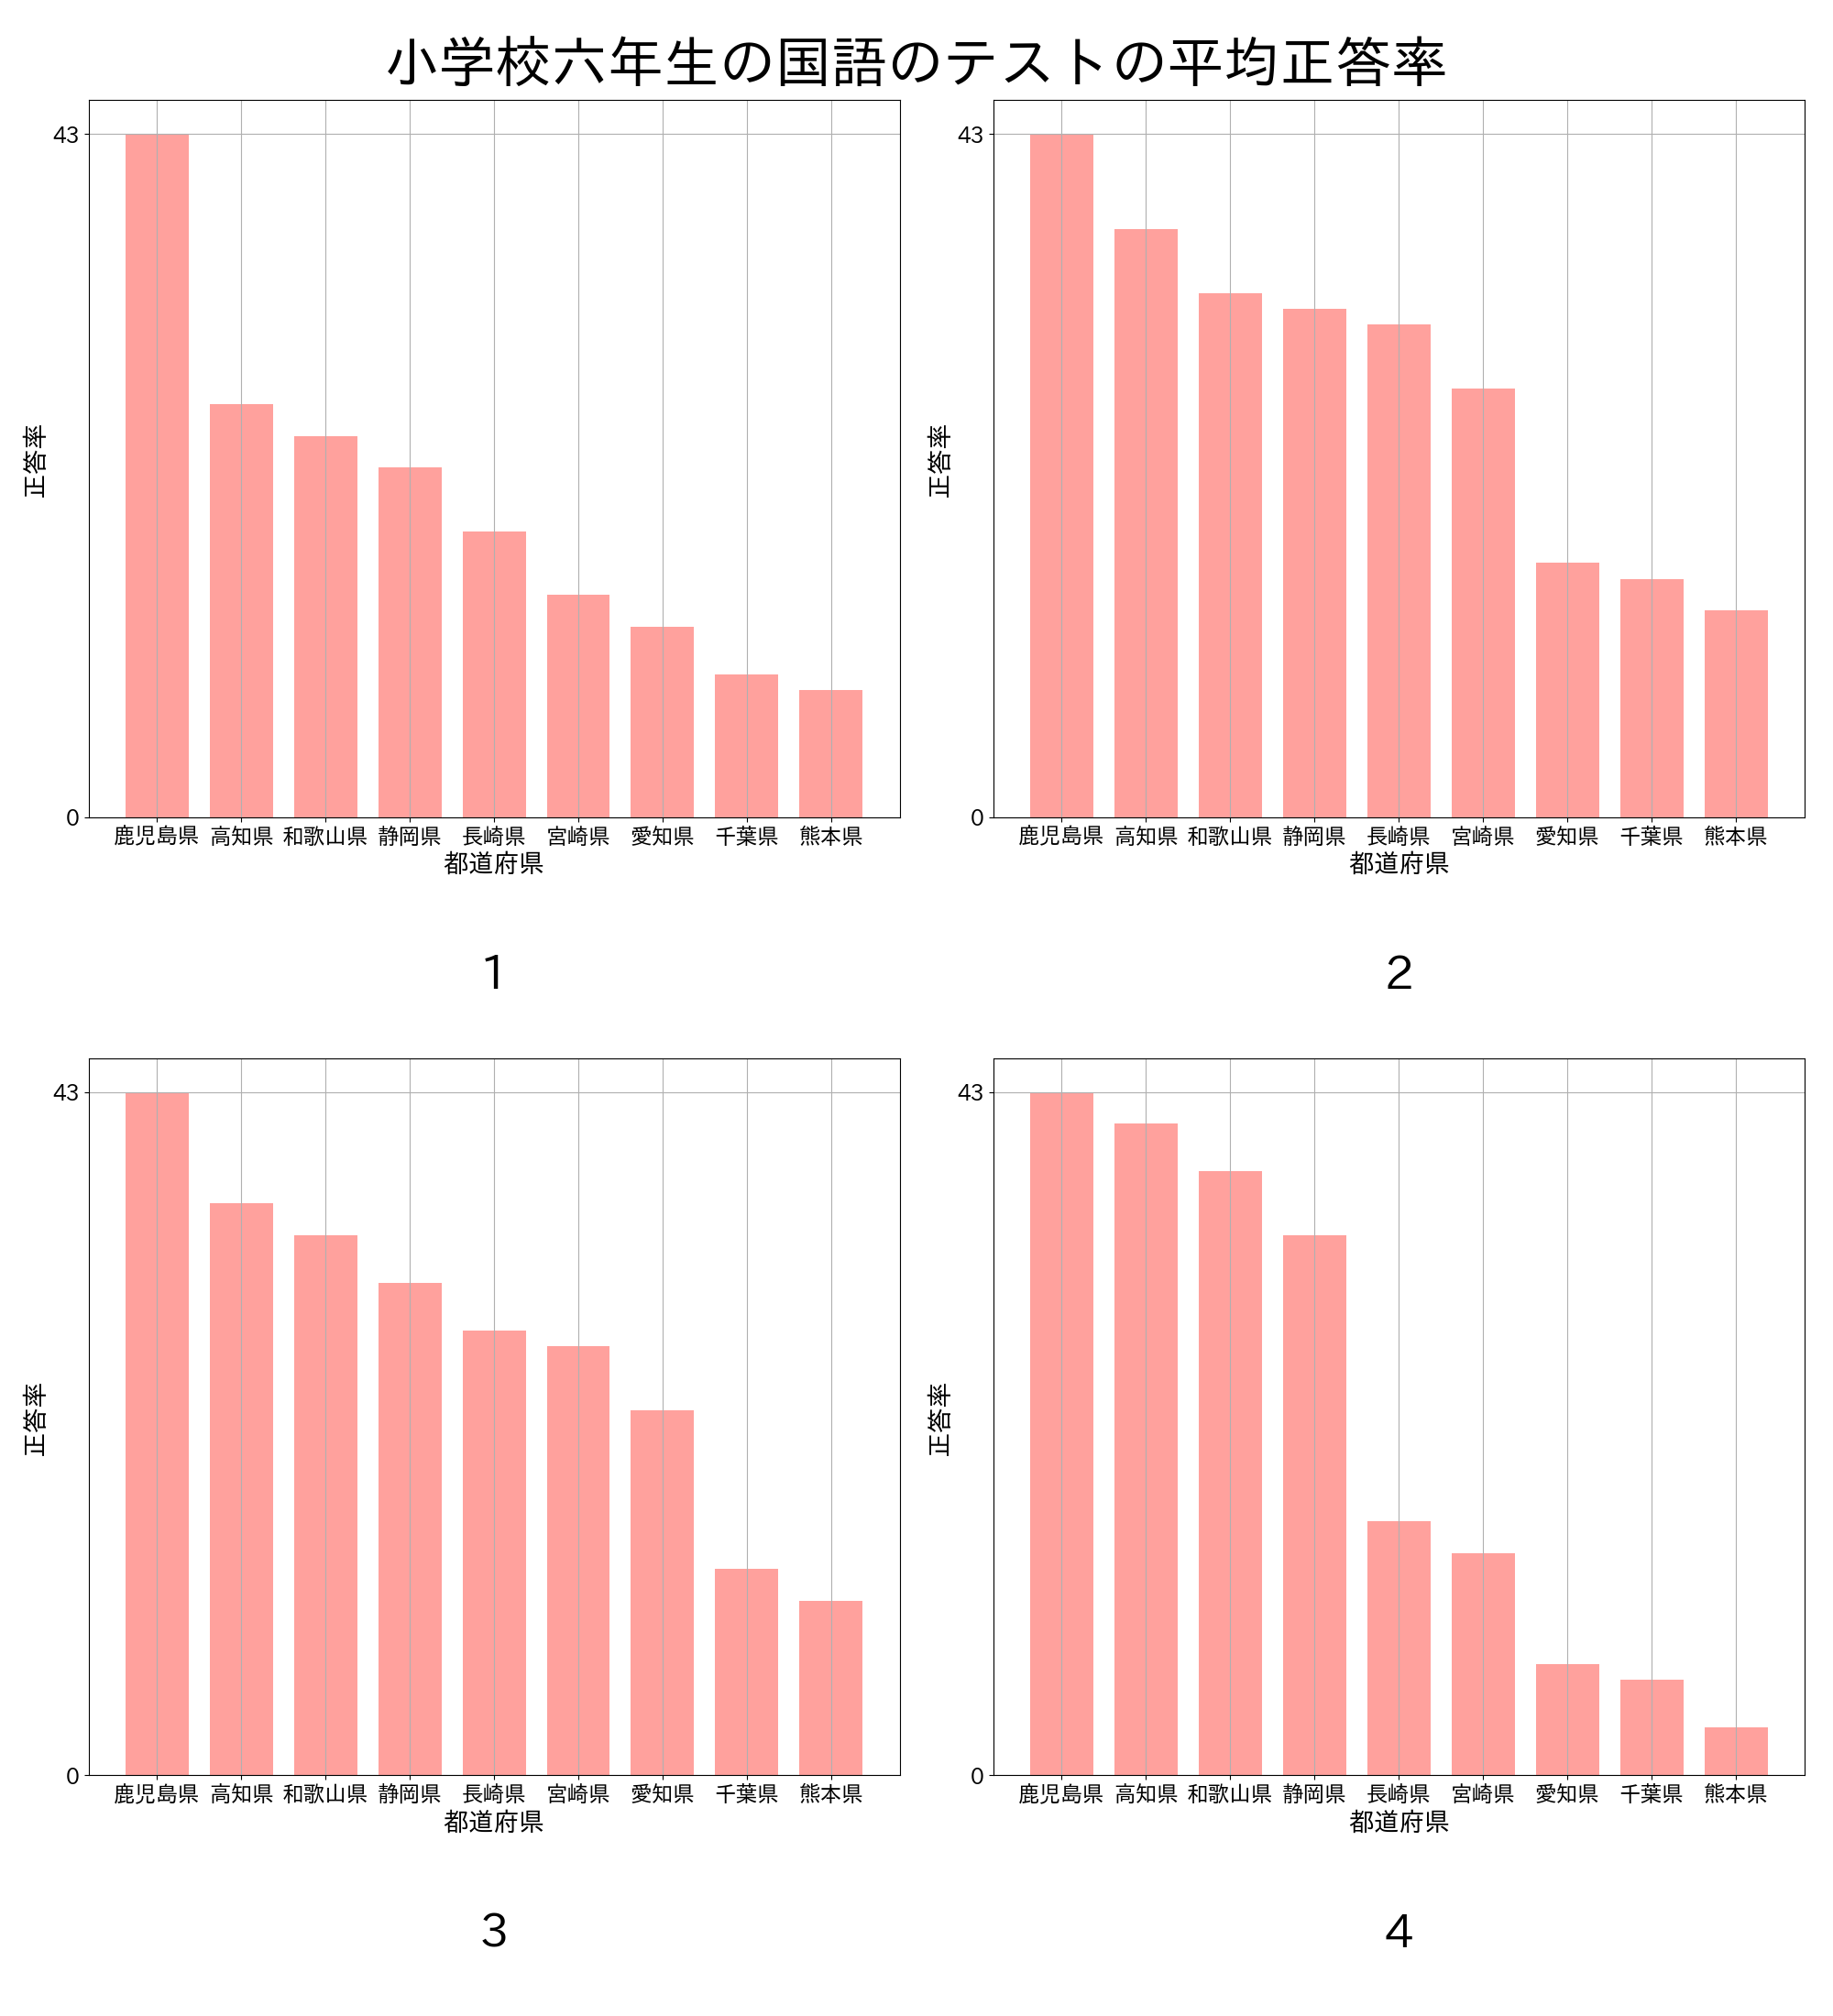 小学校六年生の国語のテストの平均正答率
43
正答率
0
鹿児島県 高知県 和歌山県 静岡県 長崎県 宮崎県 愛知県 千葉県 熊本県
都道府県
1
43
正答率
0
鹿児島県 高知県 和歌山県 静岡県 長崎県 宮崎県 愛知県 千葉県 熊本県
都道府県
2
43
正答率
0
鹿児島県 高知県 和歌山県 静岡県 長崎県 宮崎県 愛知県 千葉県 熊本県
都道府県
3
43
正答率
0
鹿児島県 高知県 和歌山県 静岡県 長崎県 宮崎県 愛知県 千葉県 熊本県
都道府県
4